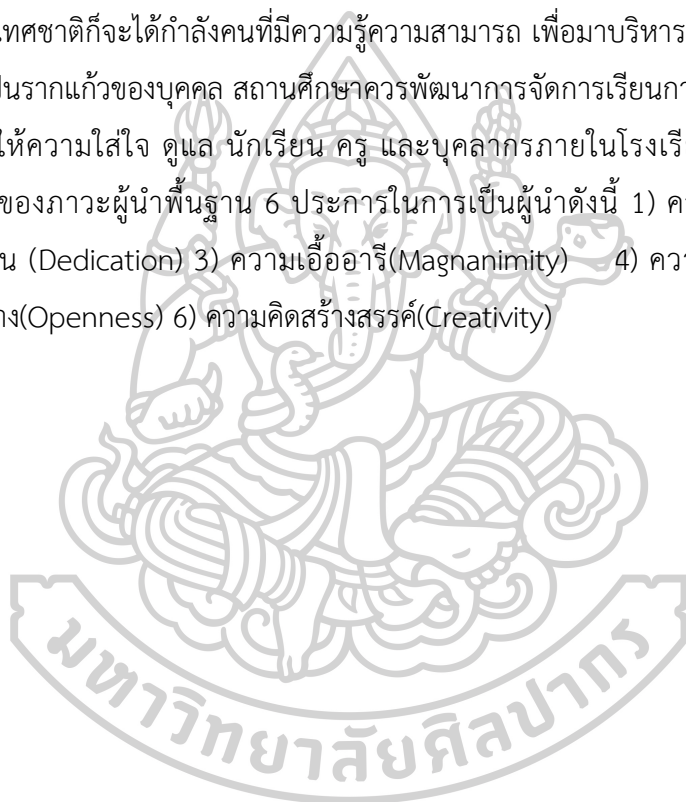 เทศชาติก็จะได้กำลังคนที่มีความรู้ความสามารถ เพื่อมาบริหาร
นรากแก้วของบุคคล สถานศึกษาควรพัฒนาการจัดการเรียนกา
ให้ความใส่ใจ ดูแล นักเรียน ครู และบุคลากรภายในโรงเรี
ของภาวะผู้นำพื้นฐาน 6 ประการในการเป็นผู้นำดังนี้ 1) ค
น (Dedication) 3) ความเอื้ออารี(Magnanimity) 4) ควา
าง(Openness) 6) ความคิดสร้างสรรค์(Creativity)
มหาวิทยาลัยศิลปากร